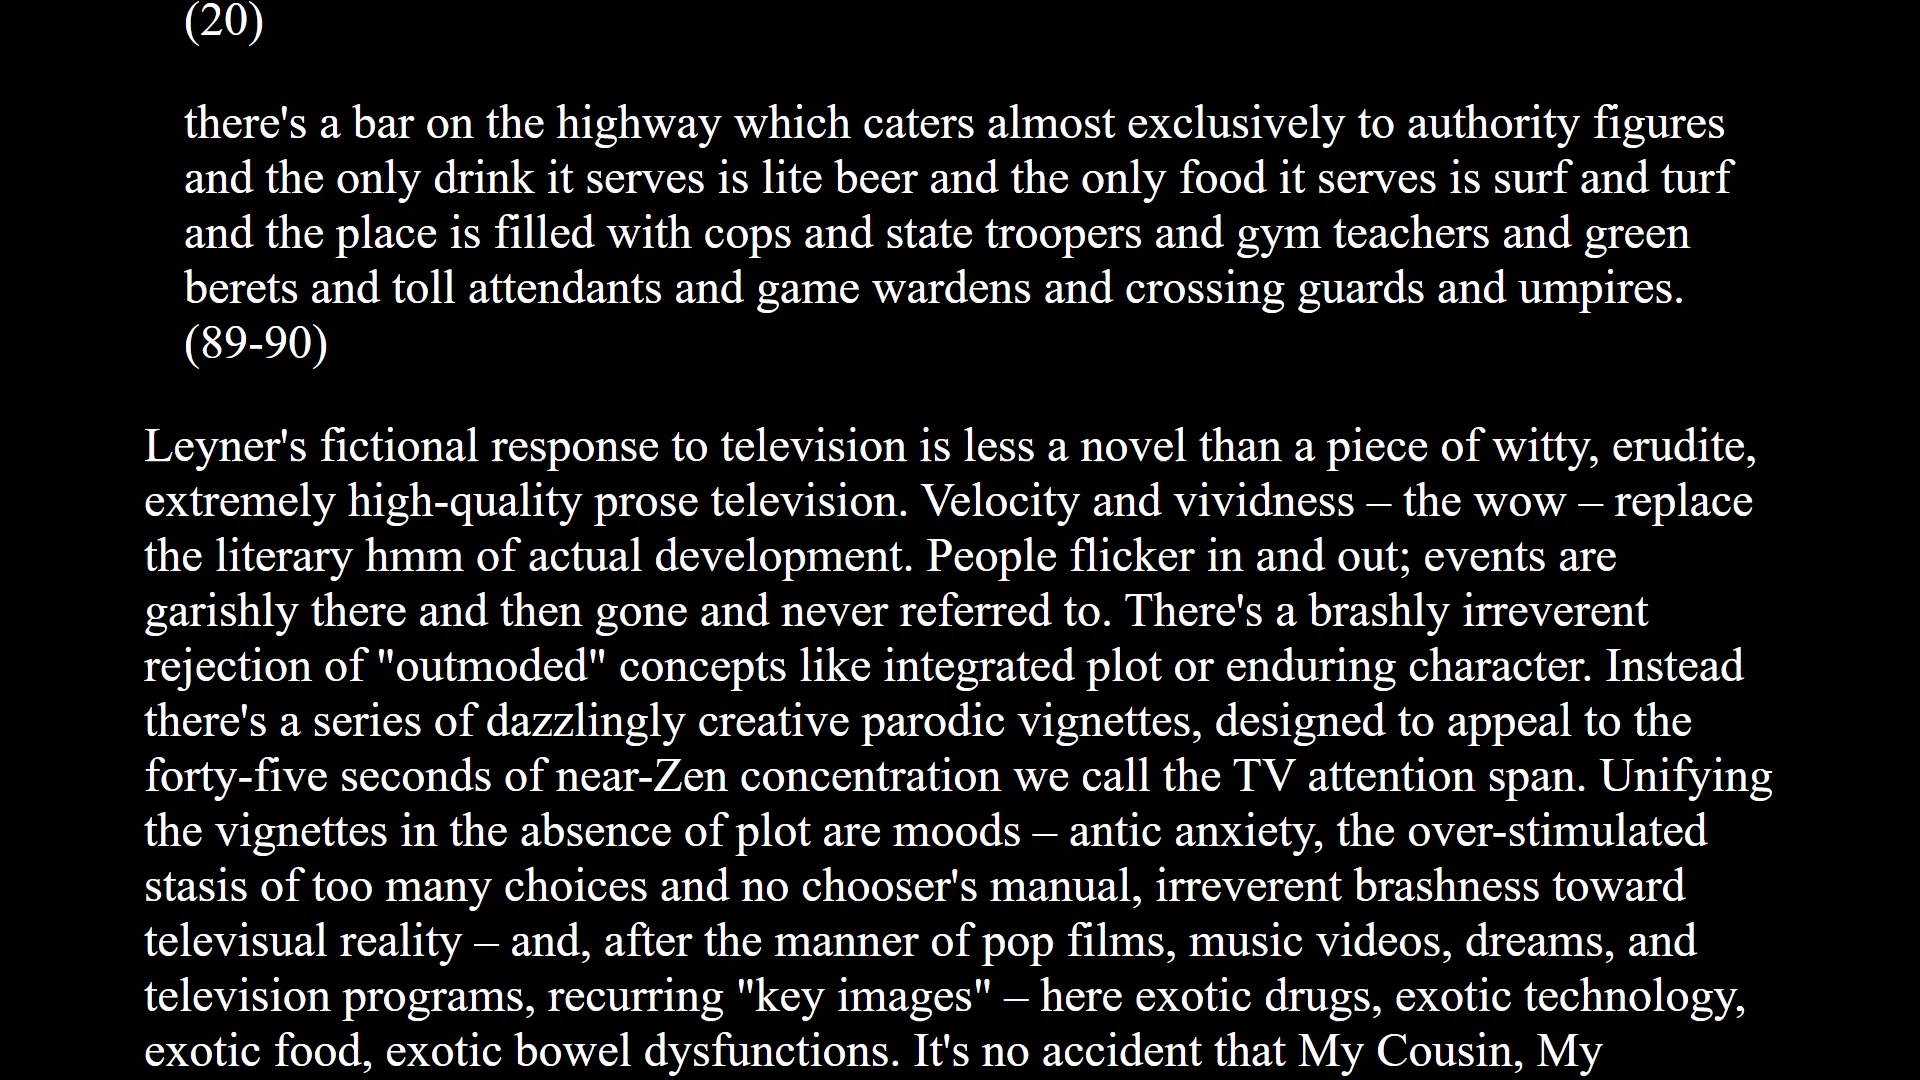 (20)
there's a bar on the highway which caters almost exclusively to authority figures
and the only drink it serves is lite beer and the only food it serves is surf and turf
and the place is filled with cops and state troopers and gym teachers and green
berets and toll attendants and game wardens and crossing guards and umpires.
(89-90)
Leyner's fictional response to television is less a novel than a piece of witty, erudite,
extremely high-quality prose television. Velocity and vividness – the wow – replace
the literary hmm of actual development. People flicker in and out; events are
garishly there and then gone and never referred to. There's a brashly irreverent
rejection of "outmoded" concepts like integrated plot or enduring character. Instead
there's a series of dazzlingly creative parodic vignettes, designed to appeal to the
forty-five seconds of near-Zen concentration we call the TV attention span. Unifying
the vignettes in the absence of plot are moods – antic anxiety, the over-stimulated
stasis of too many choices and no chooser's manual, irreverent brashness toward
televisual reality – and, after the manner of pop films, music videos, dreams, and
television programs, recurring "key images" – here exotic drugs, exotic technology,
exotic food, exotic bowel dysfunctions. It's no accident that My Cousin, My